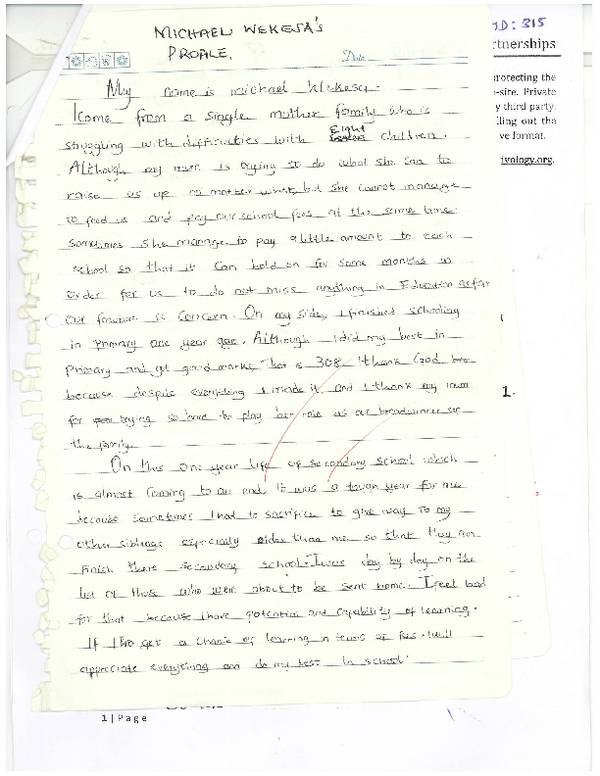 MICHAEL WEKESA'S
PROFILE.
Date
I.D: 315
rtnerships
protecting the
-site. Private
y third party.
lling out the
ve format.
ivology.org.
My name is michael Wekesa.
I Come from a single mother family who is
struggling with difficulties with Eight children.
Although my mum is trying to do what she can to
raise us up no matter what, but she cannot manage
to feed us and pay our school fees at the same time.
sometimes she manage to pay a little amount to each
school so that it can hold on for some months in
order for us to do not miss anything in Education as far
our future is concern. On my side, I finished schooling
in primary one year ago. Although I did my best in
primary and get good marks that is 308. I thank God
because despite everything I made it and I thank my mum
for trying so hard to play her role as our breadwinner in
the family.
On this one year life of secondary school which
is almost coming to an end. It was a tough year for me
because sometimes I had to sacrifice to give way to my
other siblings especially older than me so that they can
finish there secondary school. I was day by day on the
list of those who were about to be sent home. I feel bad
for that because I have potential and capability of learning.
If I get a chance of learning in terms of fees. I will
appreciate everything and do my best in school.
1.
1 | Page